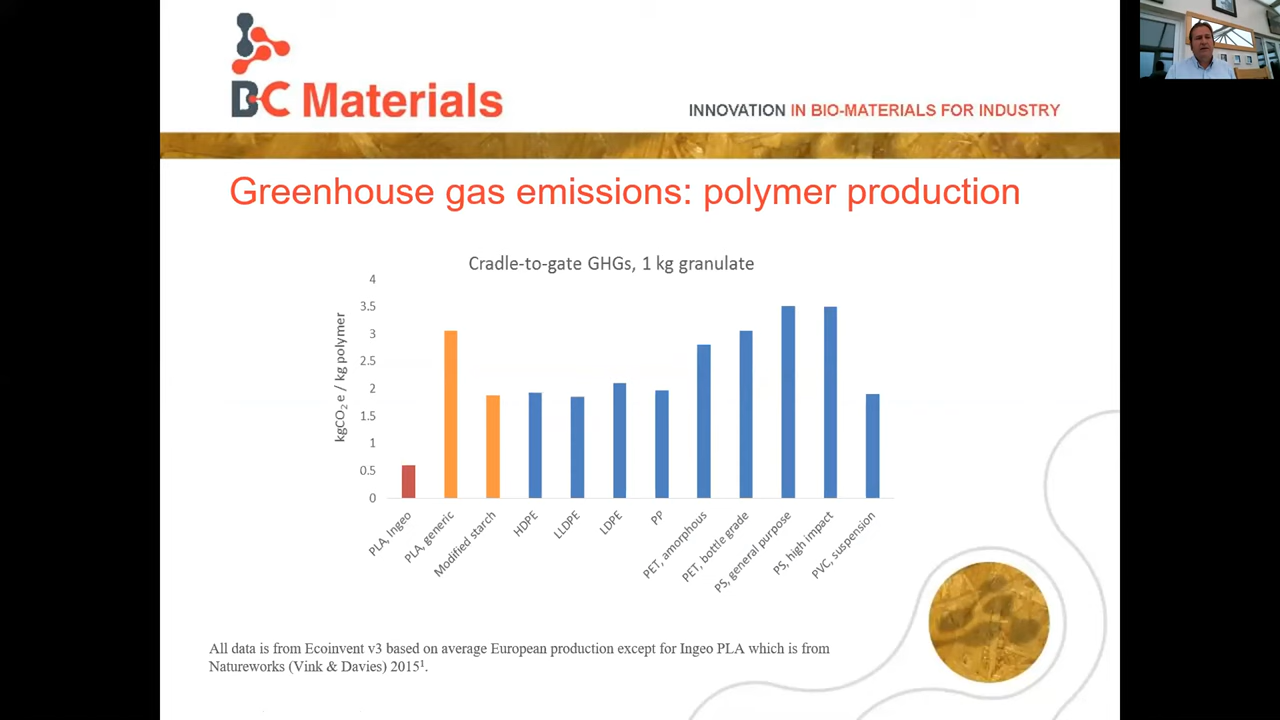 BC Materials
INNOVATION IN BIO-MATERIALS FOR INDUSTRY
Greenhouse gas emissions: polymer production
Cradle-to-gate GHGs, 1 kg granulate
kgCO₂e / kg polymer
4
3.5
3
2.5
2
1.5
1
0.5
0
PLA, Ingeo
PLA, generic
Modified starch
HDPE
LLDPE
LDPE
PP
PET, amorphous
PET, bottle grade
PS, general purpose
PS, high impact
PVC, suspension
All data is from Ecoinvent v3 based on average European production except for Ingeo PLA which is from
Natureworks (Vink & Davies) 2015¹.